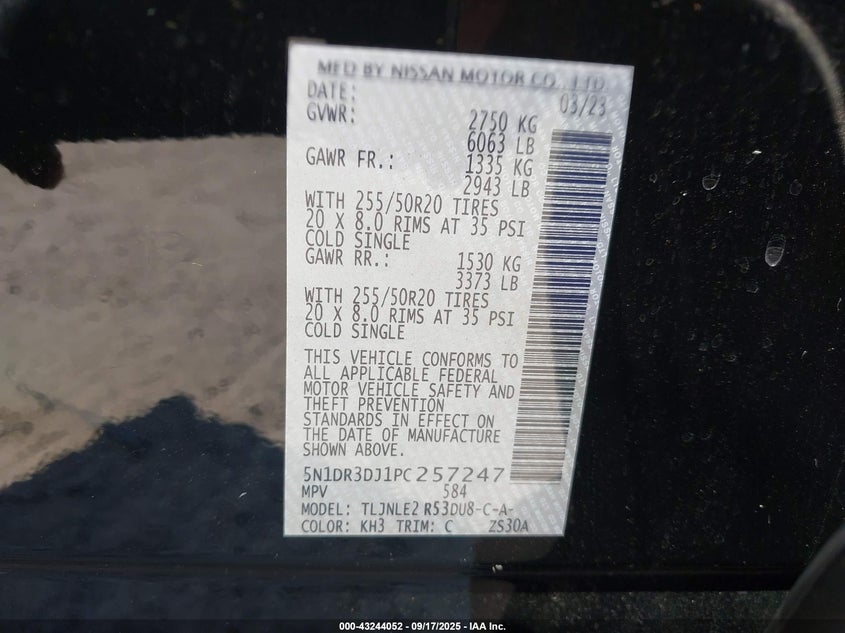 MFD BY NISSAN MOTOR CO., LTD.
DATE: 03/23
GVWR: 2750 KG
6063 LB
GAWR FR.: 1335 KG
2943 LB
WITH 255/50R20 TIRES
20 X 8.0 RIMS AT 35 PSI
COLD SINGLE
GAWR RR.: 1530 KG
3373 LB
WITH 255/50R20 TIRES
20 X 8.0 RIMS AT 35 PSI
COLD SINGLE
THIS VEHICLE CONFORMS TO
ALL APPLICABLE FEDERAL
MOTOR VEHICLE SAFETY AND
THEFT PREVENTION
STANDARDS IN EFFECT ON
THE DATE OF MANUFACTURE
SHOWN ABOVE.
5N1DR3DJ1PC257247
MPV 584
MODEL: TLJNLE2 R53DU8-C-A-
COLOR: KH3 TRIM: C ZS30A
000-43244052 - 09/17/2025 - IAA Inc.